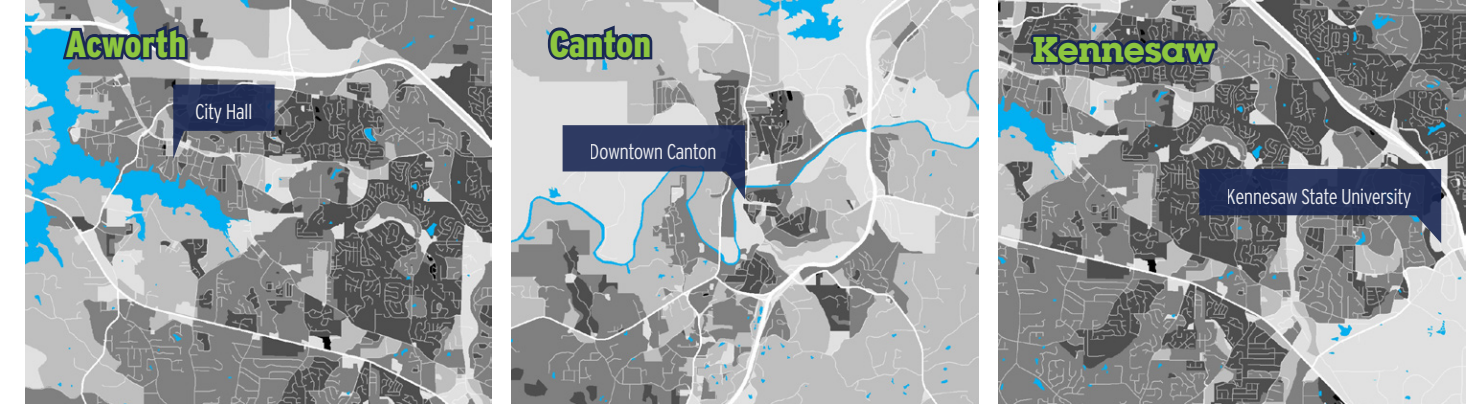 Acworth
City Hall
Canton
Downtown Canton
Kennesaw
Kennesaw State University